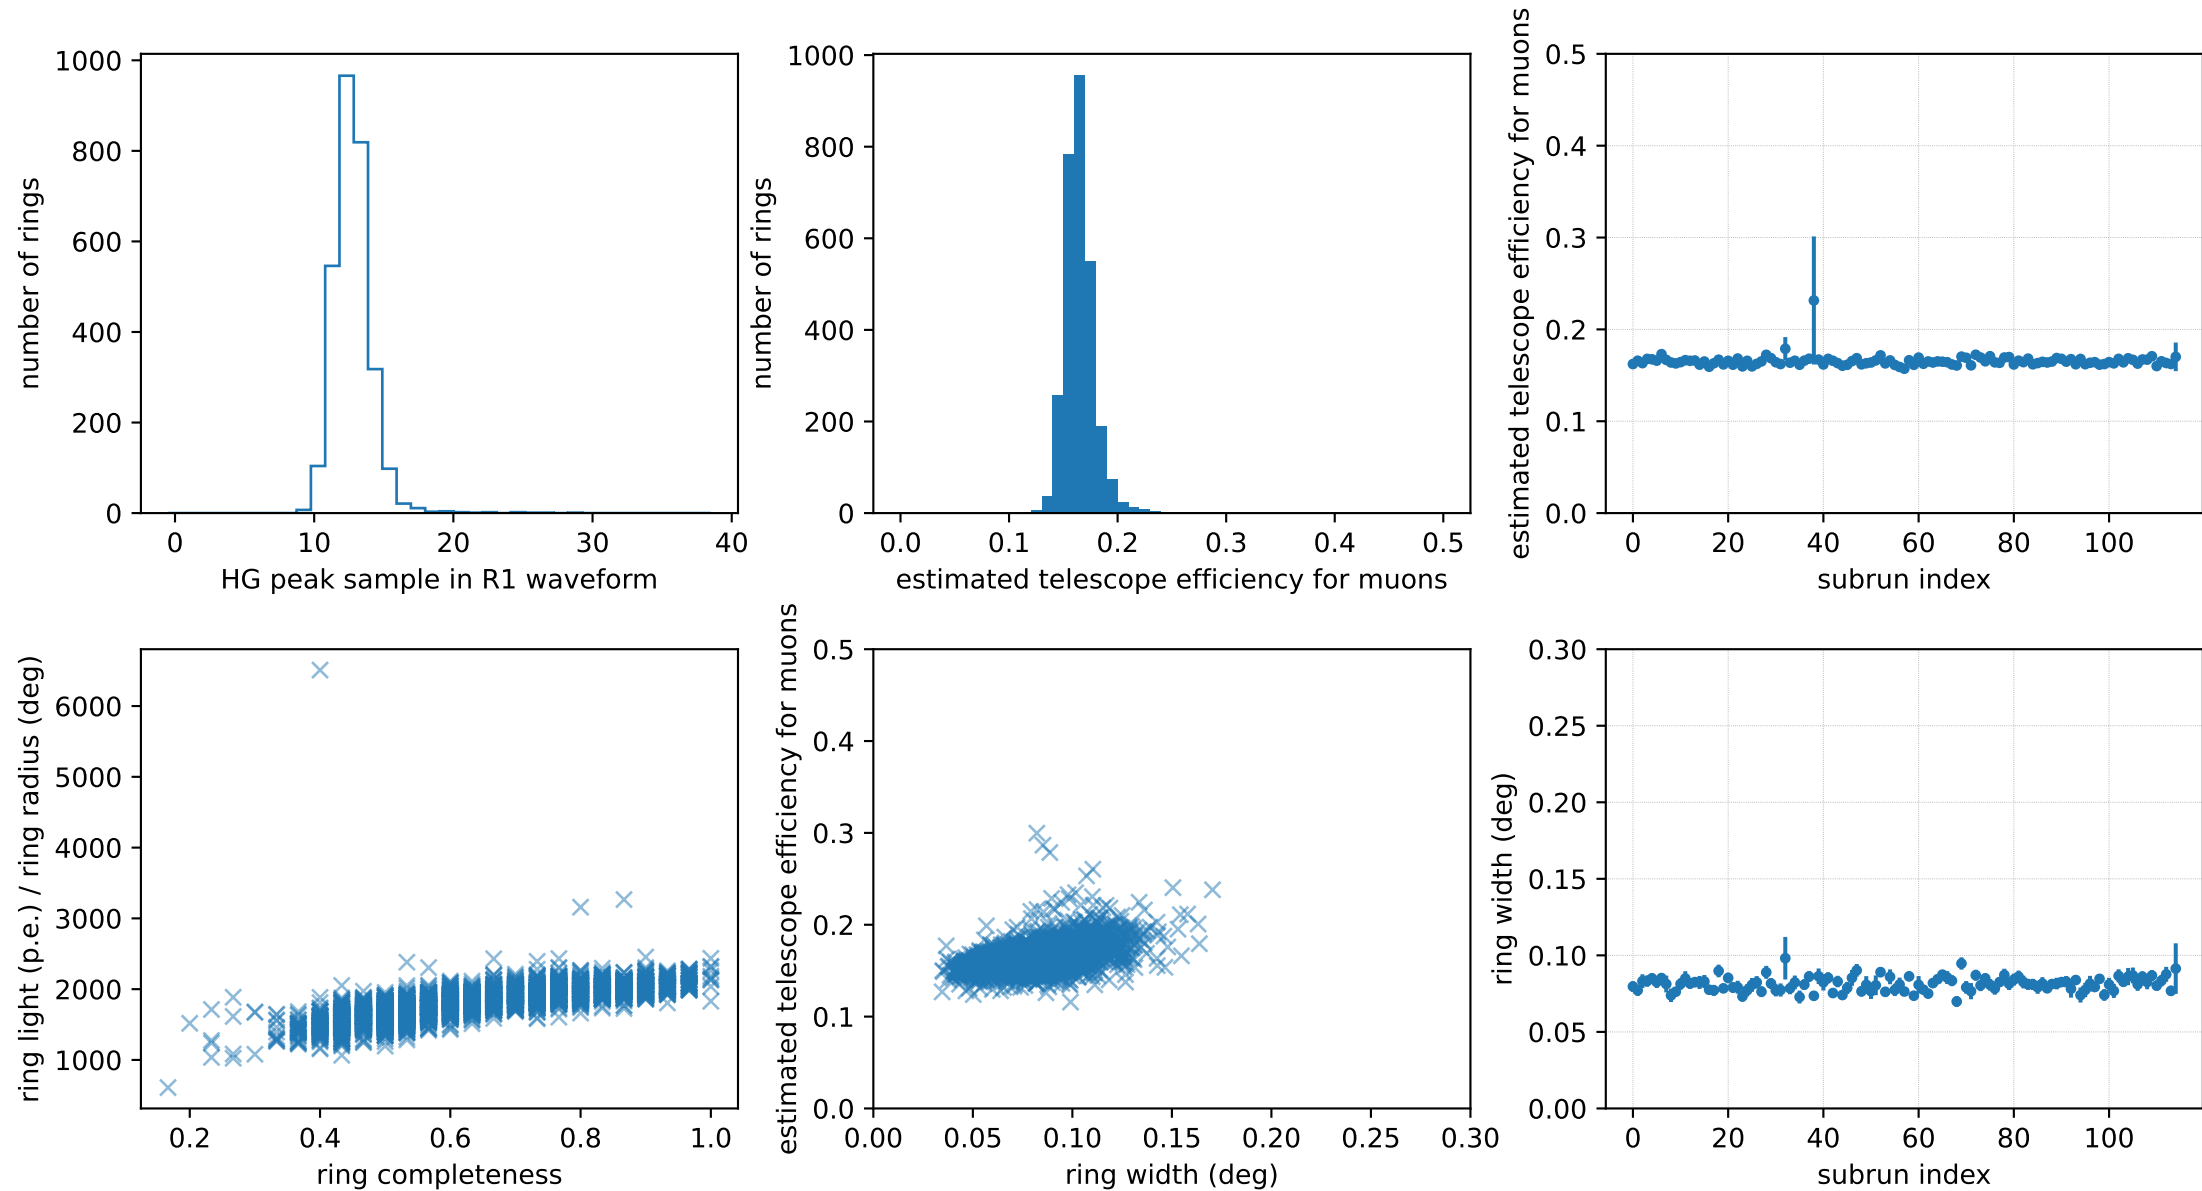 1000
800
600
400
200
0
number of rings
0 10 20 30 40
HG peak sample in R1 waveform
1000
800
600
400
200
0
number of rings
0.0 0.1 0.2 0.3 0.4 0.5
estimated telescope efficiency for muons
0.5
0.4
0.3
0.2
0.1
0.0
estimated telescope efficiency for muons
0 20 40 60 80 100
subrun index
6000
5000
4000
3000
2000
1000
ring light (p.e.) / ring radius (deg)
0.2 0.4 0.6 0.8 1.0
ring completeness
0.5
0.4
0.3
0.2
0.1
0.0
estimated telescope efficiency for muons
0.00 0.05 0.10 0.15 0.20 0.25 0.30
ring width (deg)
0.30
0.25
0.20
0.15
0.10
0.05
0.00
ring width (deg)
0 20 40 60 80 100
subrun index